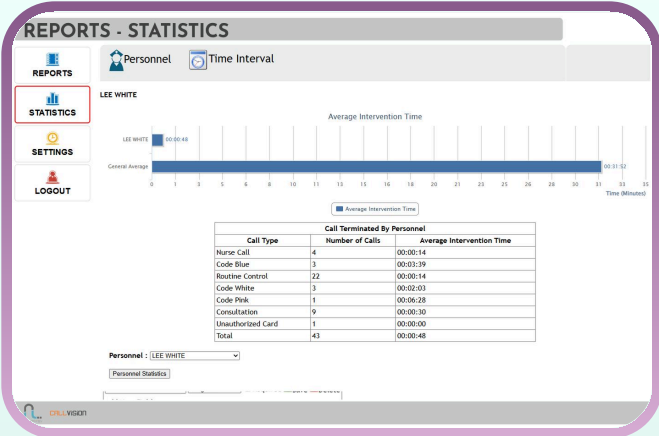 REPORTS - STATISTICS
REPORTS
STATISTICS
SETTINGS
LOGOUT
Personnel Time Interval
LEE WHITE
Average Intervention Time
LEE WHITE 00:00:48
General Average 00:31:52
0 1 3 5 6 8 10 11 13 15 16 18 20 21 23 25 26 28 30 31 33 35
Time (Minutes)
Average Intervention Time
Call Terminated By Personnel
Call Type Number of Calls Average Intervention Time
Nurse Call 4 00:00:14
Code Blue 3 00:03:39
Routine Control 22 00:00:14
Code White 3 00:02:03
Code Pink 1 00:06:28
Consultation 9 00:00:30
Unauthorized Card 1 00:00:00
Total 43 00:00:48
Personnel : LEE WHITE
Personnel Statistics
CALLVISION